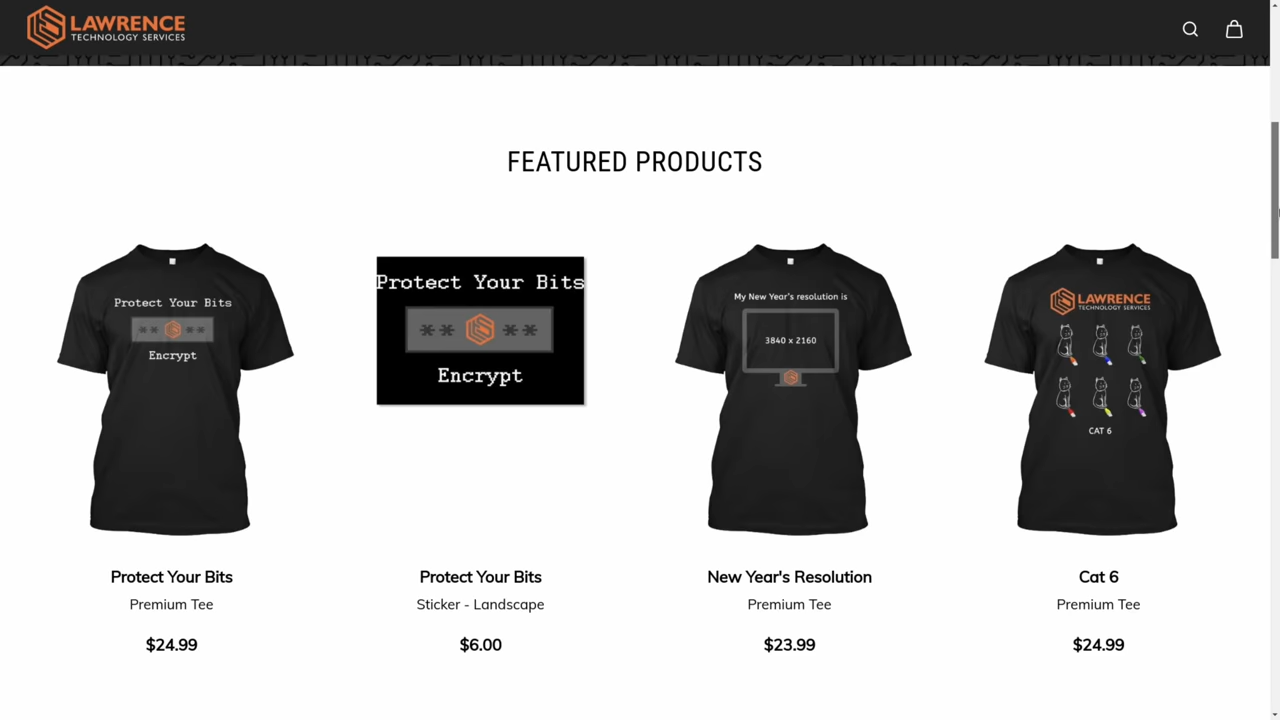 LAWRENCE
TECHNOLOGY SERVICES
FEATURED PRODUCTS
Protect Your Bits
** **
Encrypt
Protect Your Bits
** **
Encrypt
My New Year's resolution is
3840 x 2160
LAWRENCE
TECHNOLOGY SERVICES
CAT 6
Protect Your Bits
Premium Tee
$24.99
Protect Your Bits
Sticker - Landscape
$6.00
New Year's Resolution
Premium Tee
$23.99
Cat 6
Premium Tee
$24.99